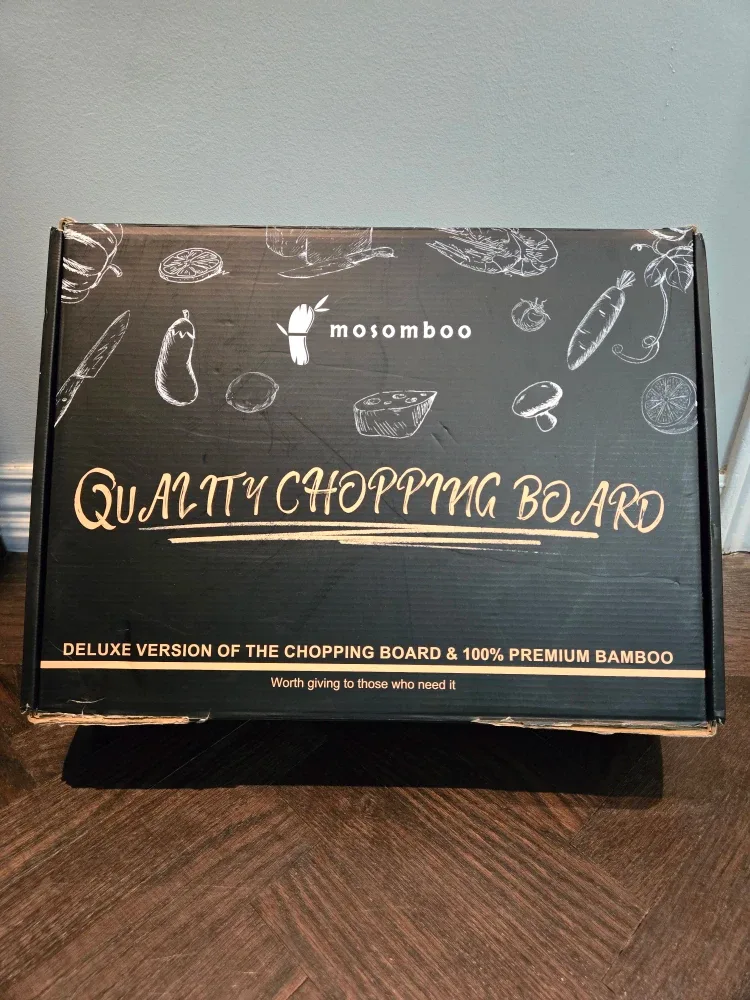 mosomboo
QUALITY CHOPPING BOARD
DELUXE VERSION OF THE CHOPPING BOARD & 100% PREMIUM BAMBOO
Worth giving to those who need it